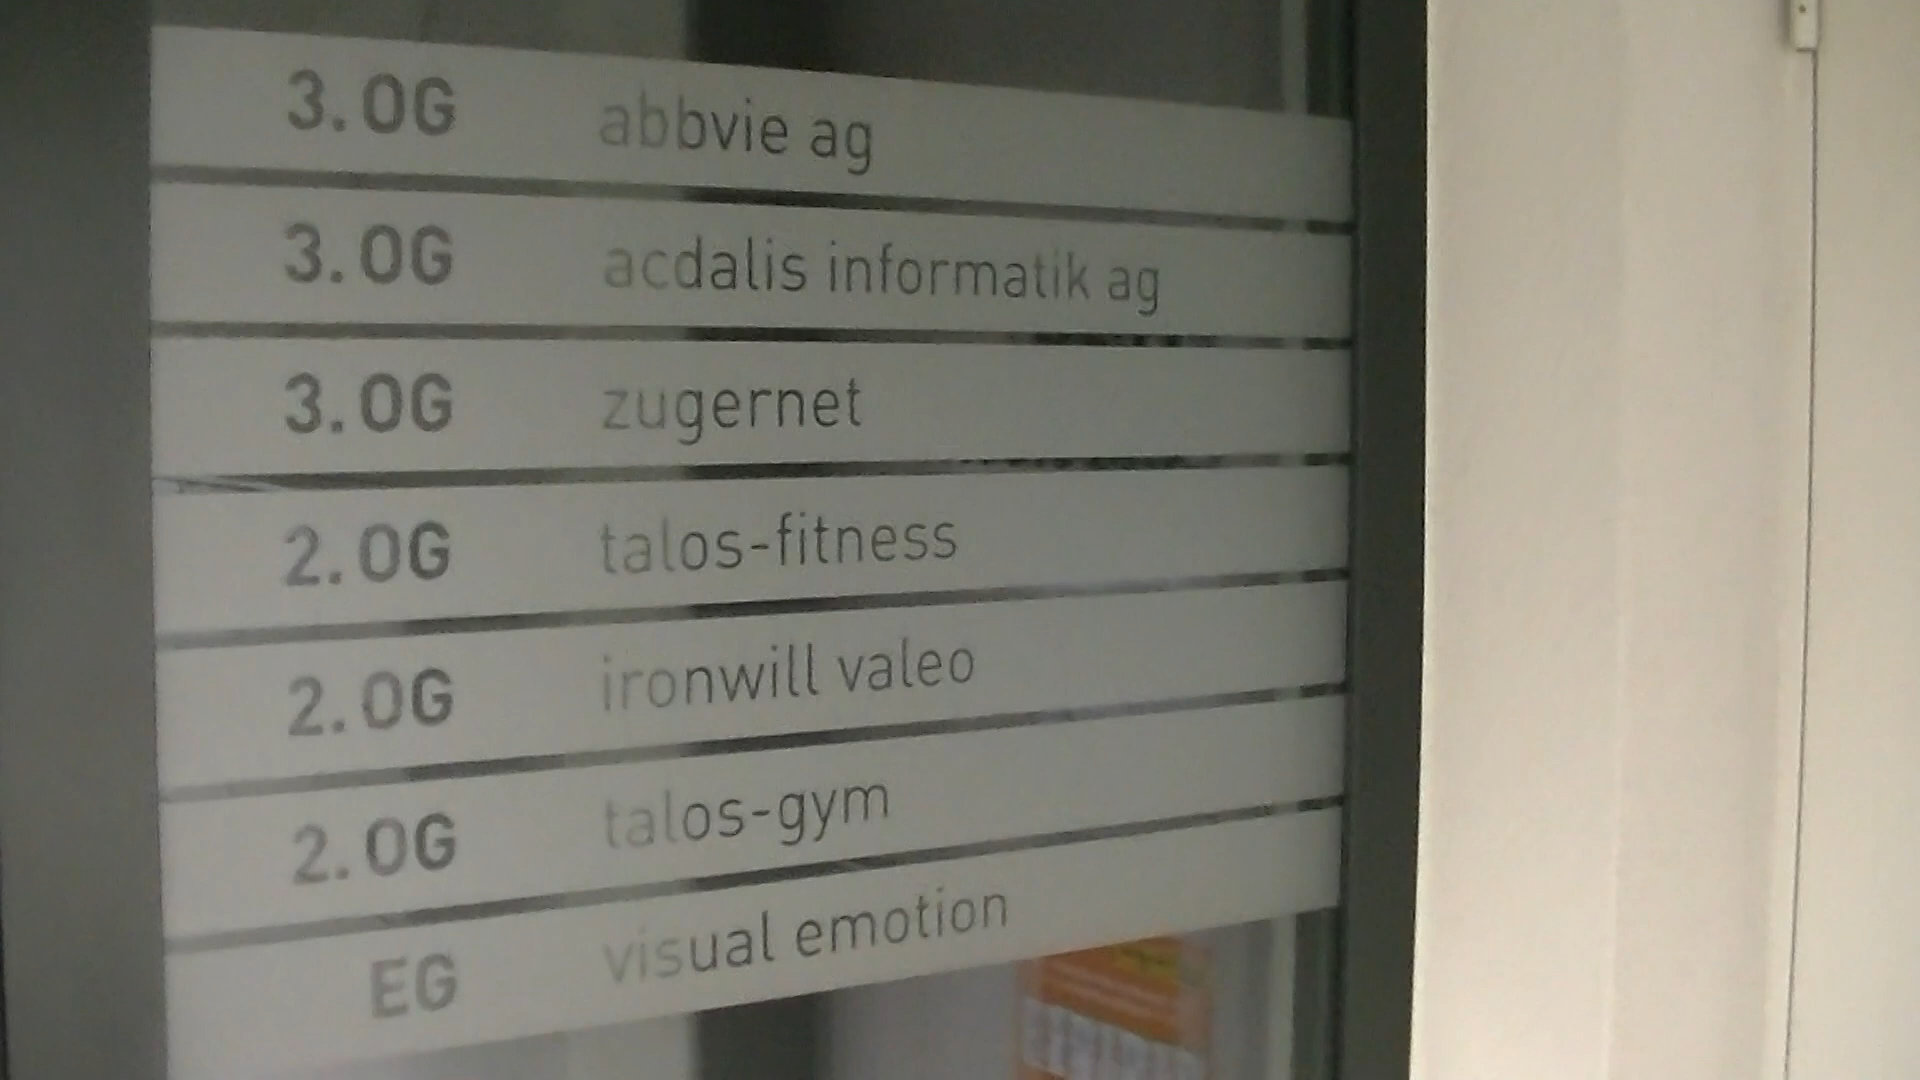 3. OG abbvie ag
3. OG acdalis informatik ag
3. OG zugernet
2. OG talos-fitness
2. OG ironwill valeo
2. OG talos-gym
EG visual emotion